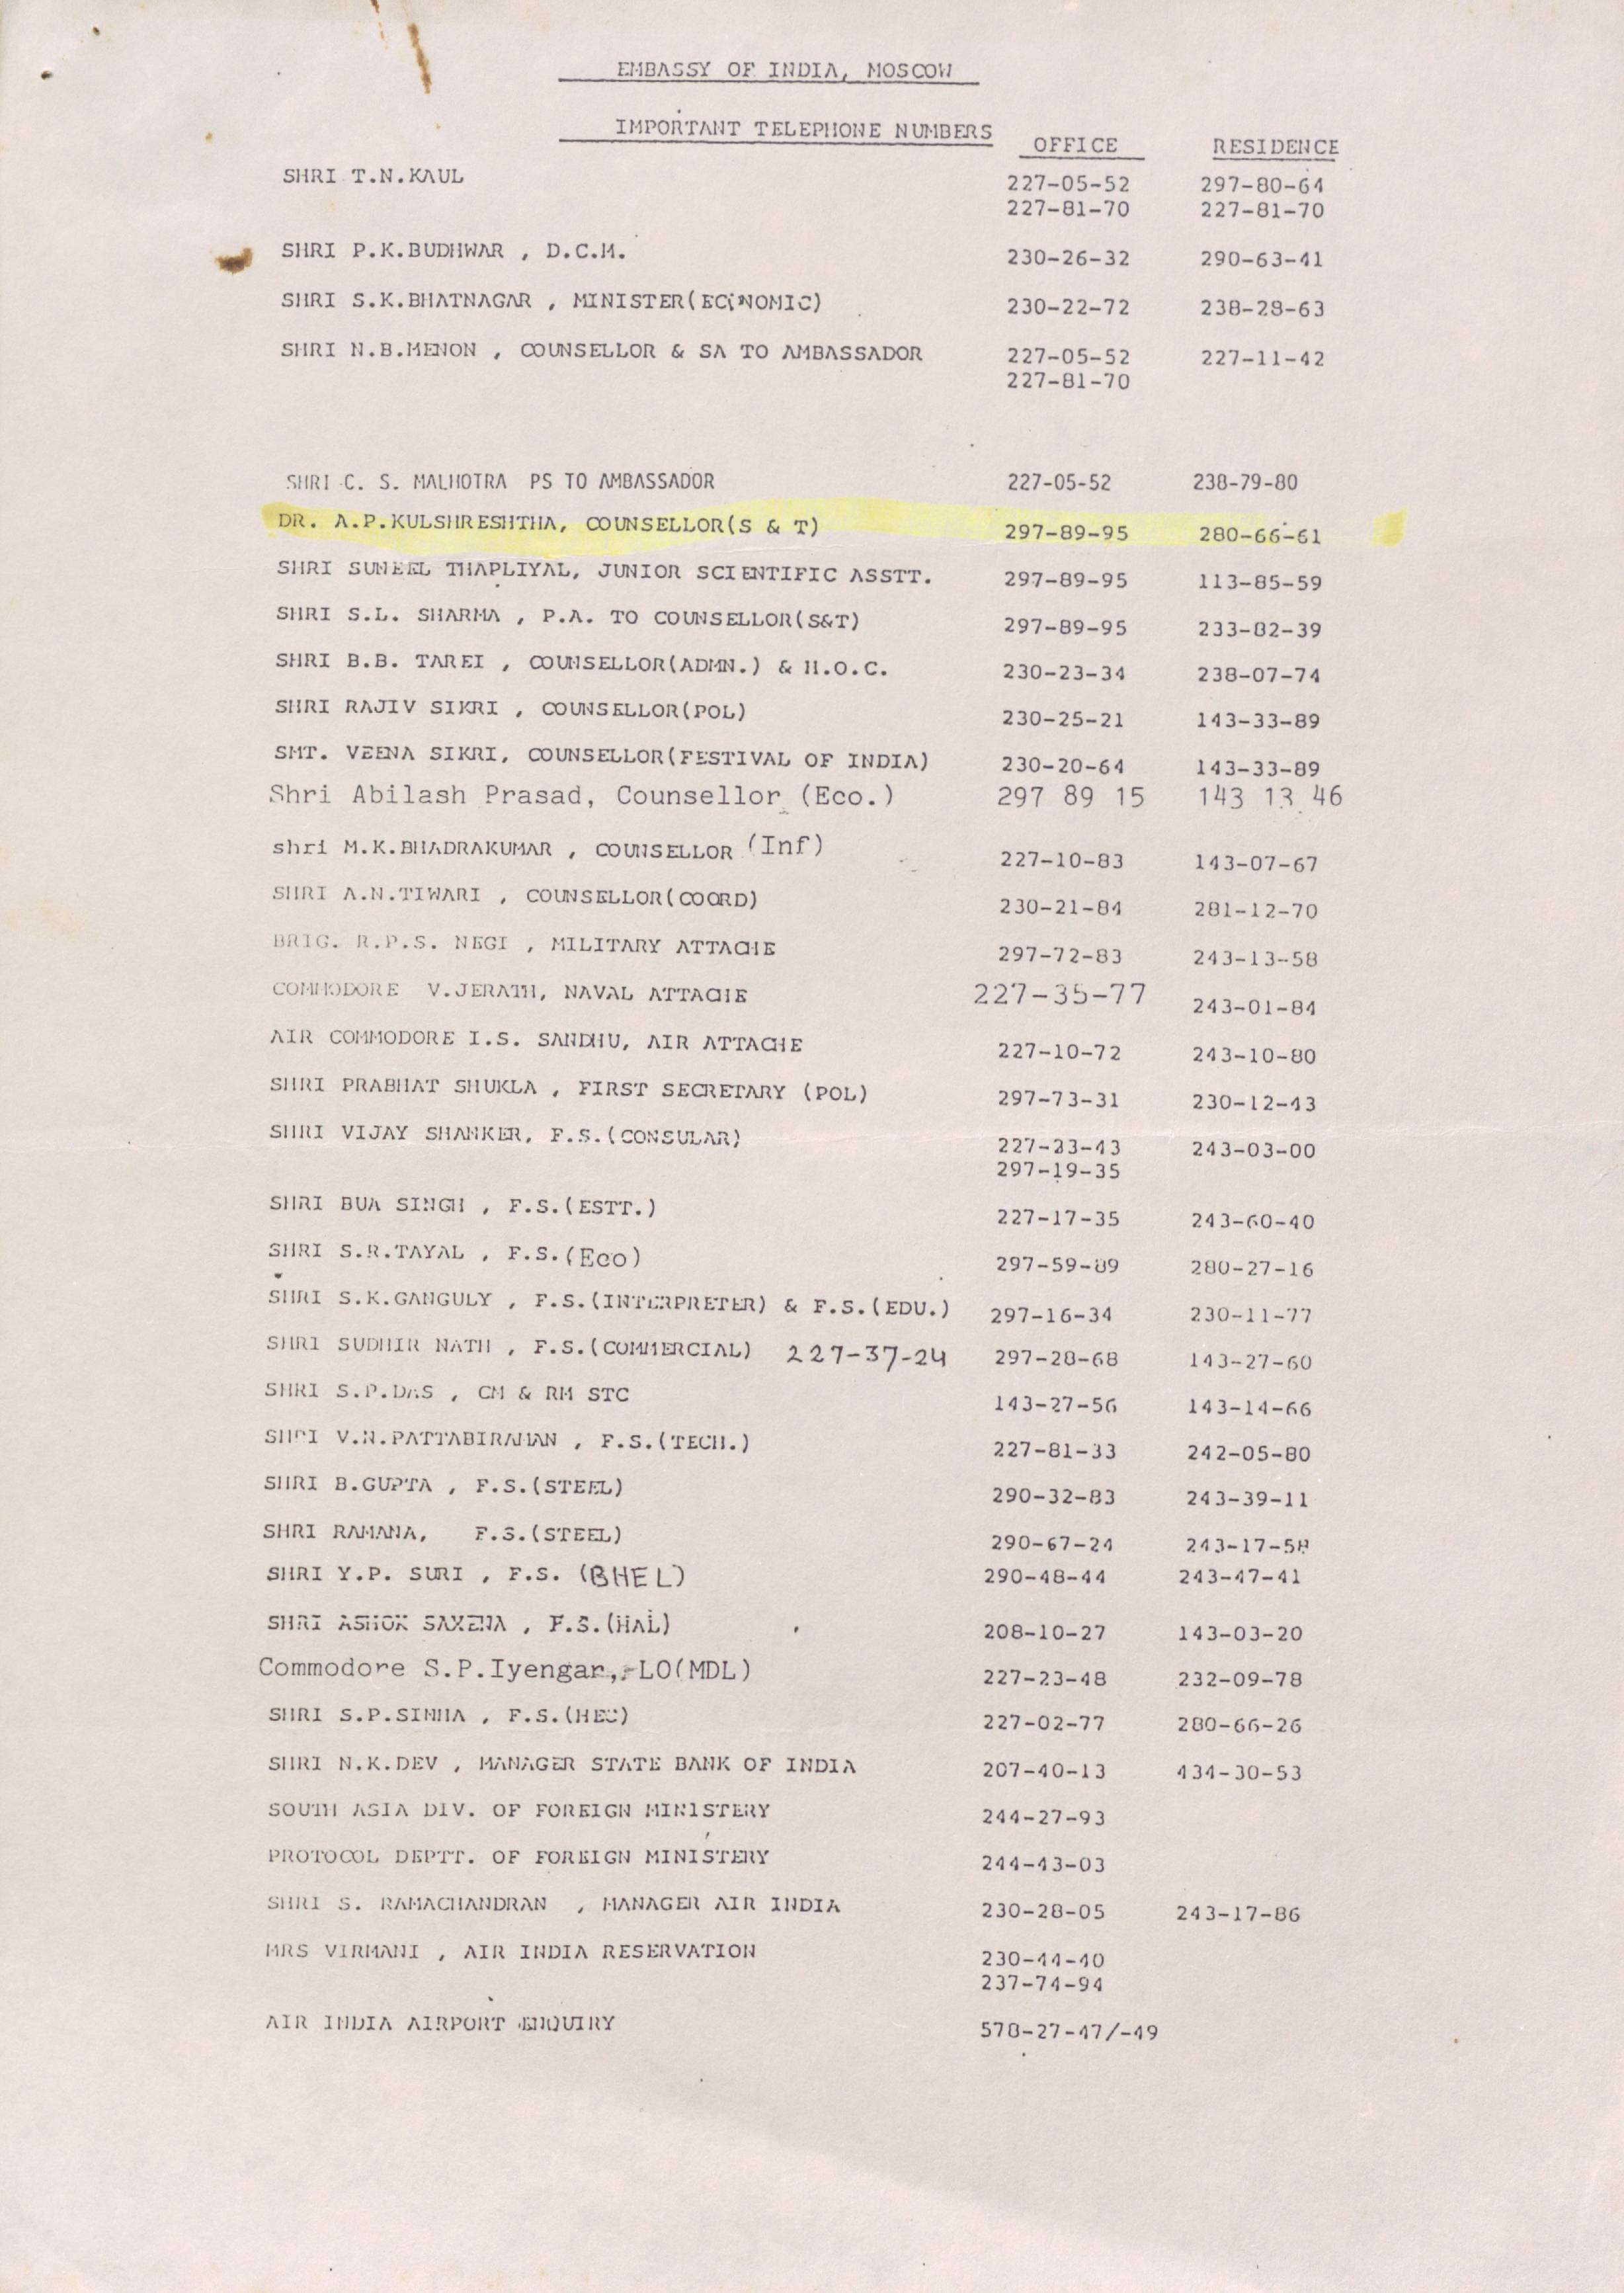 EMBASSY OF INDIA, MOSCOW
IMPORTANT TELEPHONE NUMBERS
OFFICE RESIDENCE
SHRI T.N.KAUL 227-05-52 297-80-64
227-81-70 227-81-70
SHRI P.K.BUDHWAR , D.C.M. 230-26-32 290-63-41
SHRI S.K.BHATNAGAR , MINISTER(ECONOMIC) 230-22-72 238-28-63
SHRI N.B.MENON , COUNSELLOR & SA TO AMBASSADOR 227-05-52 227-11-42
227-81-70
SHRI C. S. MALHOTRA PS TO AMBASSADOR 227-05-52 238-79-80
DR. A.P.KULSHRESHTHA, COUNSELLOR(S & T) 297-89-95 280-66-61
SHRI SUNEEL THAPLIYAL, JUNIOR SCIENTIFIC ASSTT. 297-89-95 113-85-59
SHRI S.L. SHARMA , P.A. TO COUNSELLOR(S&T) 297-89-95 233-82-39
SHRI B.B. TAREI , COUNSELLOR(ADMN.) & H.O.C. 230-23-34 238-07-74
SHRI RAJIV SIKRI , COUNSELLOR(POL) 230-25-21 143-33-89
SMT. VEENA SIKRI, COUNSELLOR(FESTIVAL OF INDIA) 230-20-64 143-33-89
Shri Abilash Prasad, Counsellor (Eco.) 297 89 15 143 13 46
shri M.K.BHADRAKUMAR , COUNSELLOR (Inf) 227-10-83 143-07-67
SHRI A.N.TIWARI , COUNSELLOR(COORD) 230-21-84 281-12-70
BRIG. R.P.S. NEGI , MILITARY ATTACHE 297-72-83 243-13-58
COMMODORE V.JERATH, NAVAL ATTACHE 227-35-77 243-01-84
AIR COMMODORE I.S. SANDHU, AIR ATTACHE 227-10-72 243-10-80
SHRI PRABHAT SHUKLA , FIRST SECRETARY (POL) 297-73-31 230-12-43
SHRI VIJAY SHANKER, F.S.(CONSULAR) 227-23-43 243-03-00
297-19-35
SHRI BUA SINGH , F.S.(ESTT.) 227-17-35 243-60-40
SHRI S.R.TAYAL , F.S.(Eco) 297-59-89 280-27-16
SHRI S.K.GANGULY , F.S.(INTERPRETER) & F.S.(EDU.) 297-16-34 230-11-77
SHRI SUDHIR NATH , F.S.(COMMERCIAL) 227-37-24 297-28-68 143-27-60
SHRI S.P.DAS , CM & RM STC 143-27-56 143-14-66
SHRI V.N.PATTABIRAMAN , F.S.(TECH.) 227-81-33 242-05-80
SHRI B.GUPTA , F.S.(STEEL) 290-32-83 243-39-11
SHRI RAMANA, F.S.(STEEL) 290-67-24 243-17-58
SHRI Y.P. SURI , F.S. (BHEL) 290-48-44 243-47-41
SHRI ASHOK SAXENA , F.S.(HAL) 208-10-27 143-03-20
Commodore S.P.Iyengar, LO(MDL) 227-23-48 232-09-78
SHRI S.P.SINHA , F.S.(HEC) 227-02-77 280-66-26
SHRI N.K.DEV , MANAGER STATE BANK OF INDIA 207-40-13 434-30-53
SOUTH ASIA DIV. OF FOREIGN MINISTERY 244-27-93
PROTOCOL DEPTT. OF FOREIGN MINISTERY 244-43-03
SHRI S. RAMACHANDRAN , MANAGER AIR INDIA 230-28-05 243-17-86
MRS VIRMANI , AIR INDIA RESERVATION 230-44-40
237-74-94
AIR INDIA AIRPORT ENQUIRY 578-27-47/-49